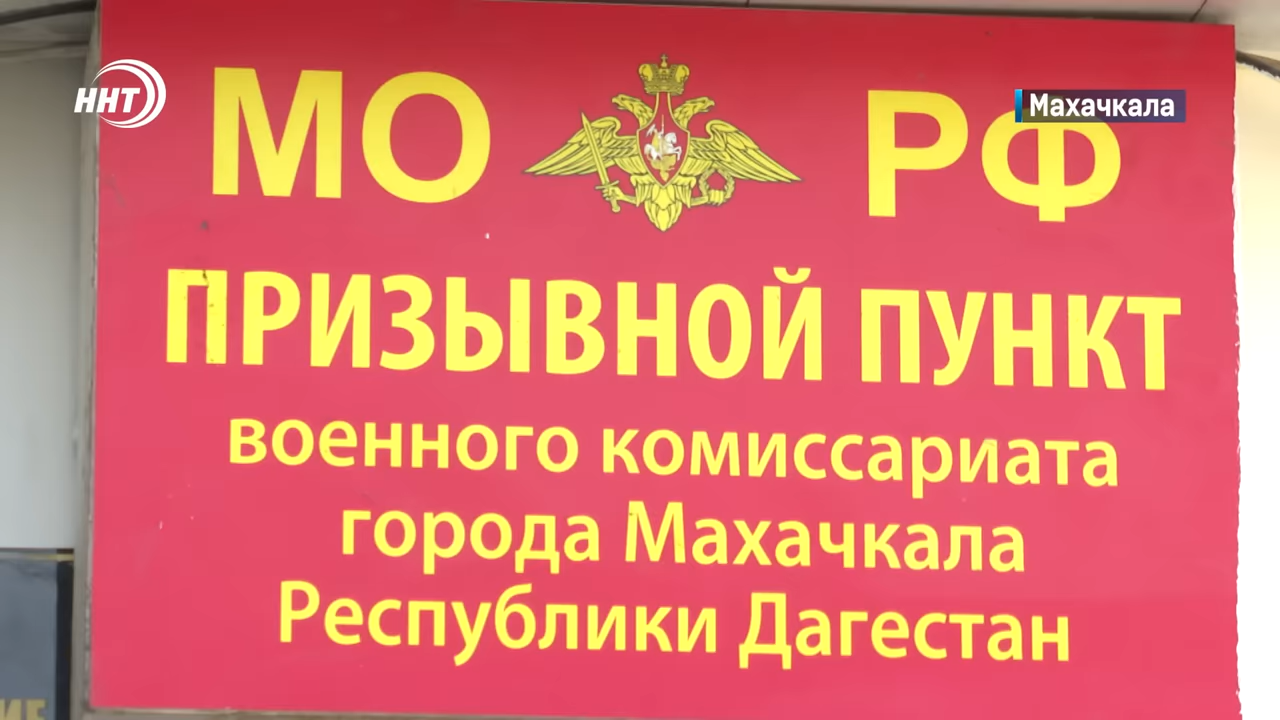 ННТ
Махачкала
МО РФ
ПРИЗЫВНОЙ ПУНКТ
военного комиссариата
города Махачкала
Республики Дагестан